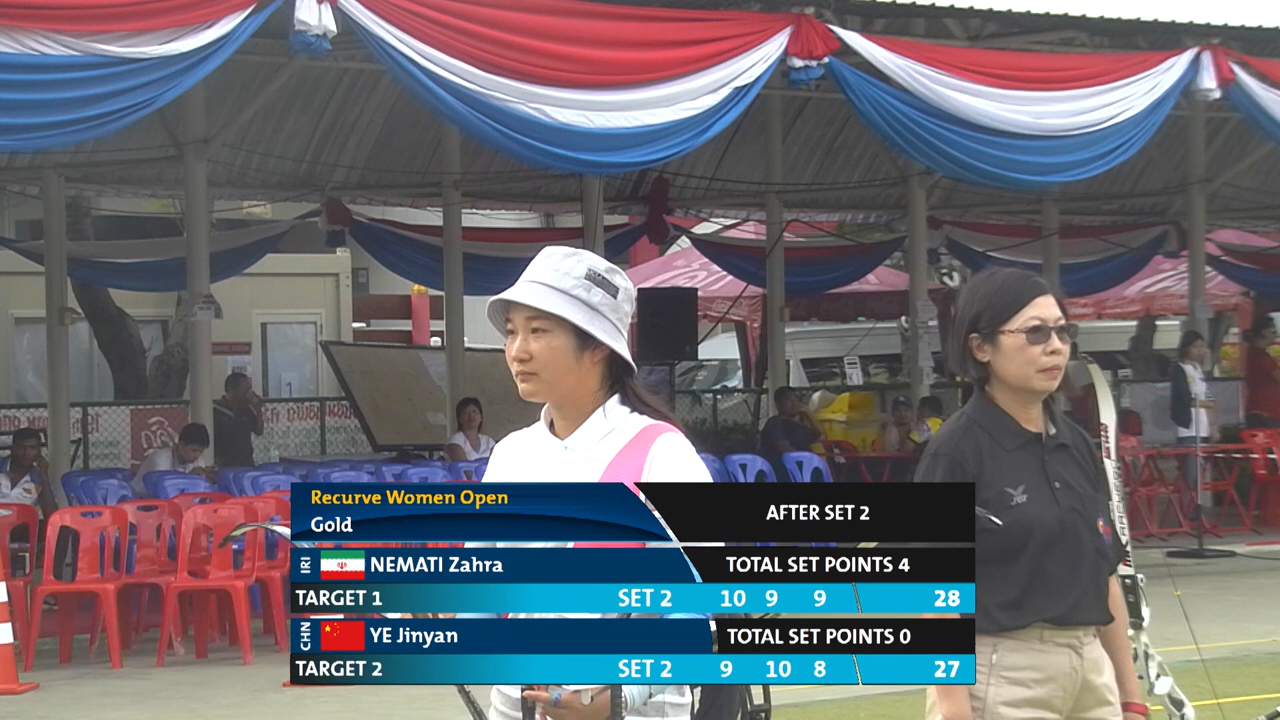 Recurve Women Open
Gold
AFTER SET 2
IRI NEMATI Zahra TOTAL SET POINTS 4
TARGET 1 SET 2 10 9 9 28
CHN YE Jinyan TOTAL SET POINTS 0
TARGET 2 SET 2 9 10 8 27